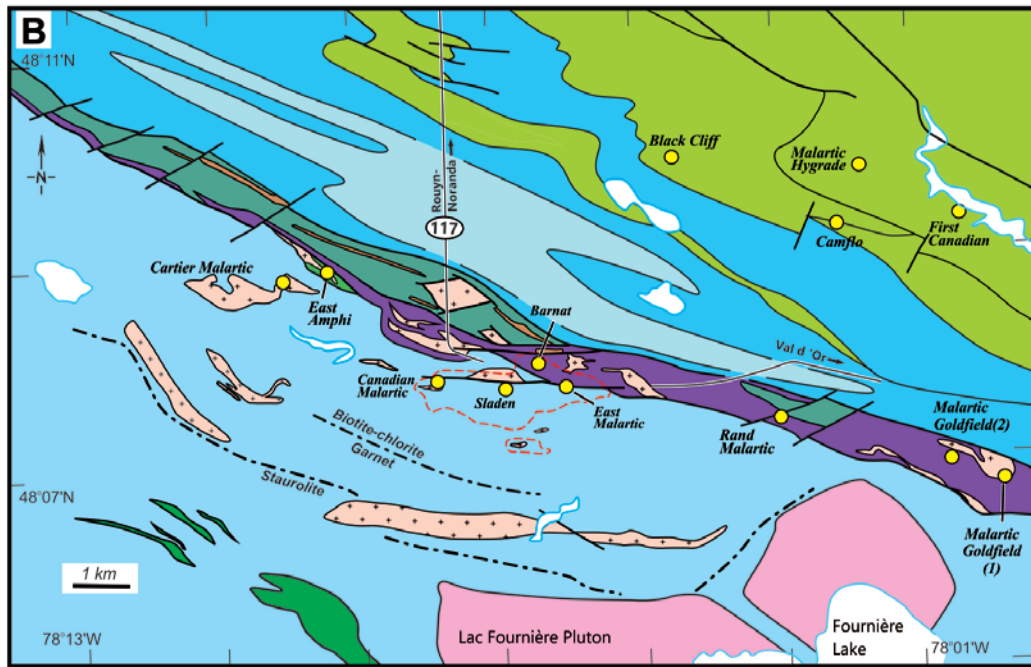 B
48°11'N
-N-
Rouyn-
Noranda
117
Black Cliff
Malartic
Hygrade
Camflo
First
Canadian
Cartier Malartic
East
Amphi
Barnat
Val d 'Or
Canadian
Malartic
Sladen
East
Malartic
Rand
Malartic
Malartic
Goldfield(2)
Biotite-chlorite
Garnet
Staurolite
48°07'N
Malartic
Goldfield
(1)
1 km
78°13'W
Lac Fournière Pluton
Fournière
Lake
78°01'W